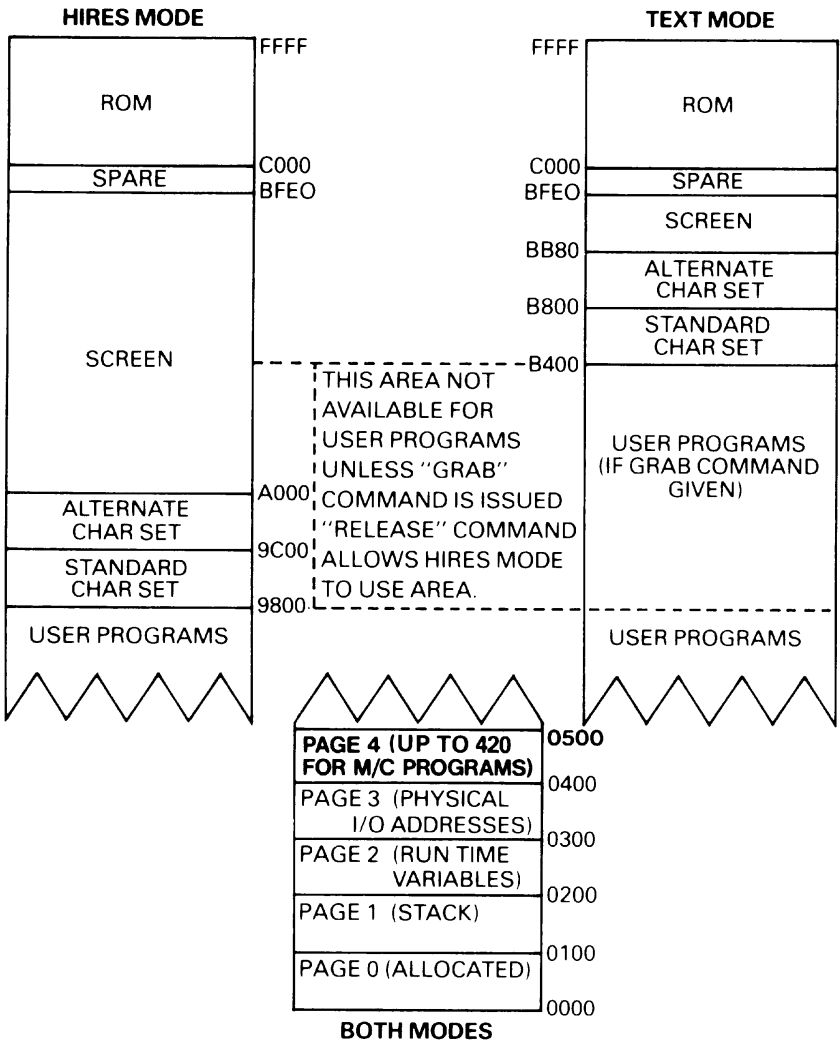 HIRES MODE
FFFF
ROM
C000
SPARE
BFEO
SCREEN
A000
ALTERNATE
CHAR SET
9C00
STANDARD
CHAR SET
9800
USER PROGRAMS
THIS AREA NOT
AVAILABLE FOR
USER PROGRAMS
UNLESS "GRAB"
COMMAND IS ISSUED
"RELEASE" COMMAND
ALLOWS HIRES MODE
TO USE AREA.
TEXT MODE
FFFF
ROM
C000
SPARE
BFEO
SCREEN
BB80
ALTERNATE
CHAR SET
B800
STANDARD
CHAR SET
B400
USER PROGRAMS
(IF GRAB COMMAND
GIVEN)
USER PROGRAMS
0500
PAGE 4 (UP TO 420
FOR M/C PROGRAMS)
0400
PAGE 3 (PHYSICAL
I/O ADDRESSES)
0300
PAGE 2 (RUN TIME
VARIABLES)
0200
PAGE 1 (STACK)
0100
PAGE 0 (ALLOCATED)
0000
BOTH MODES